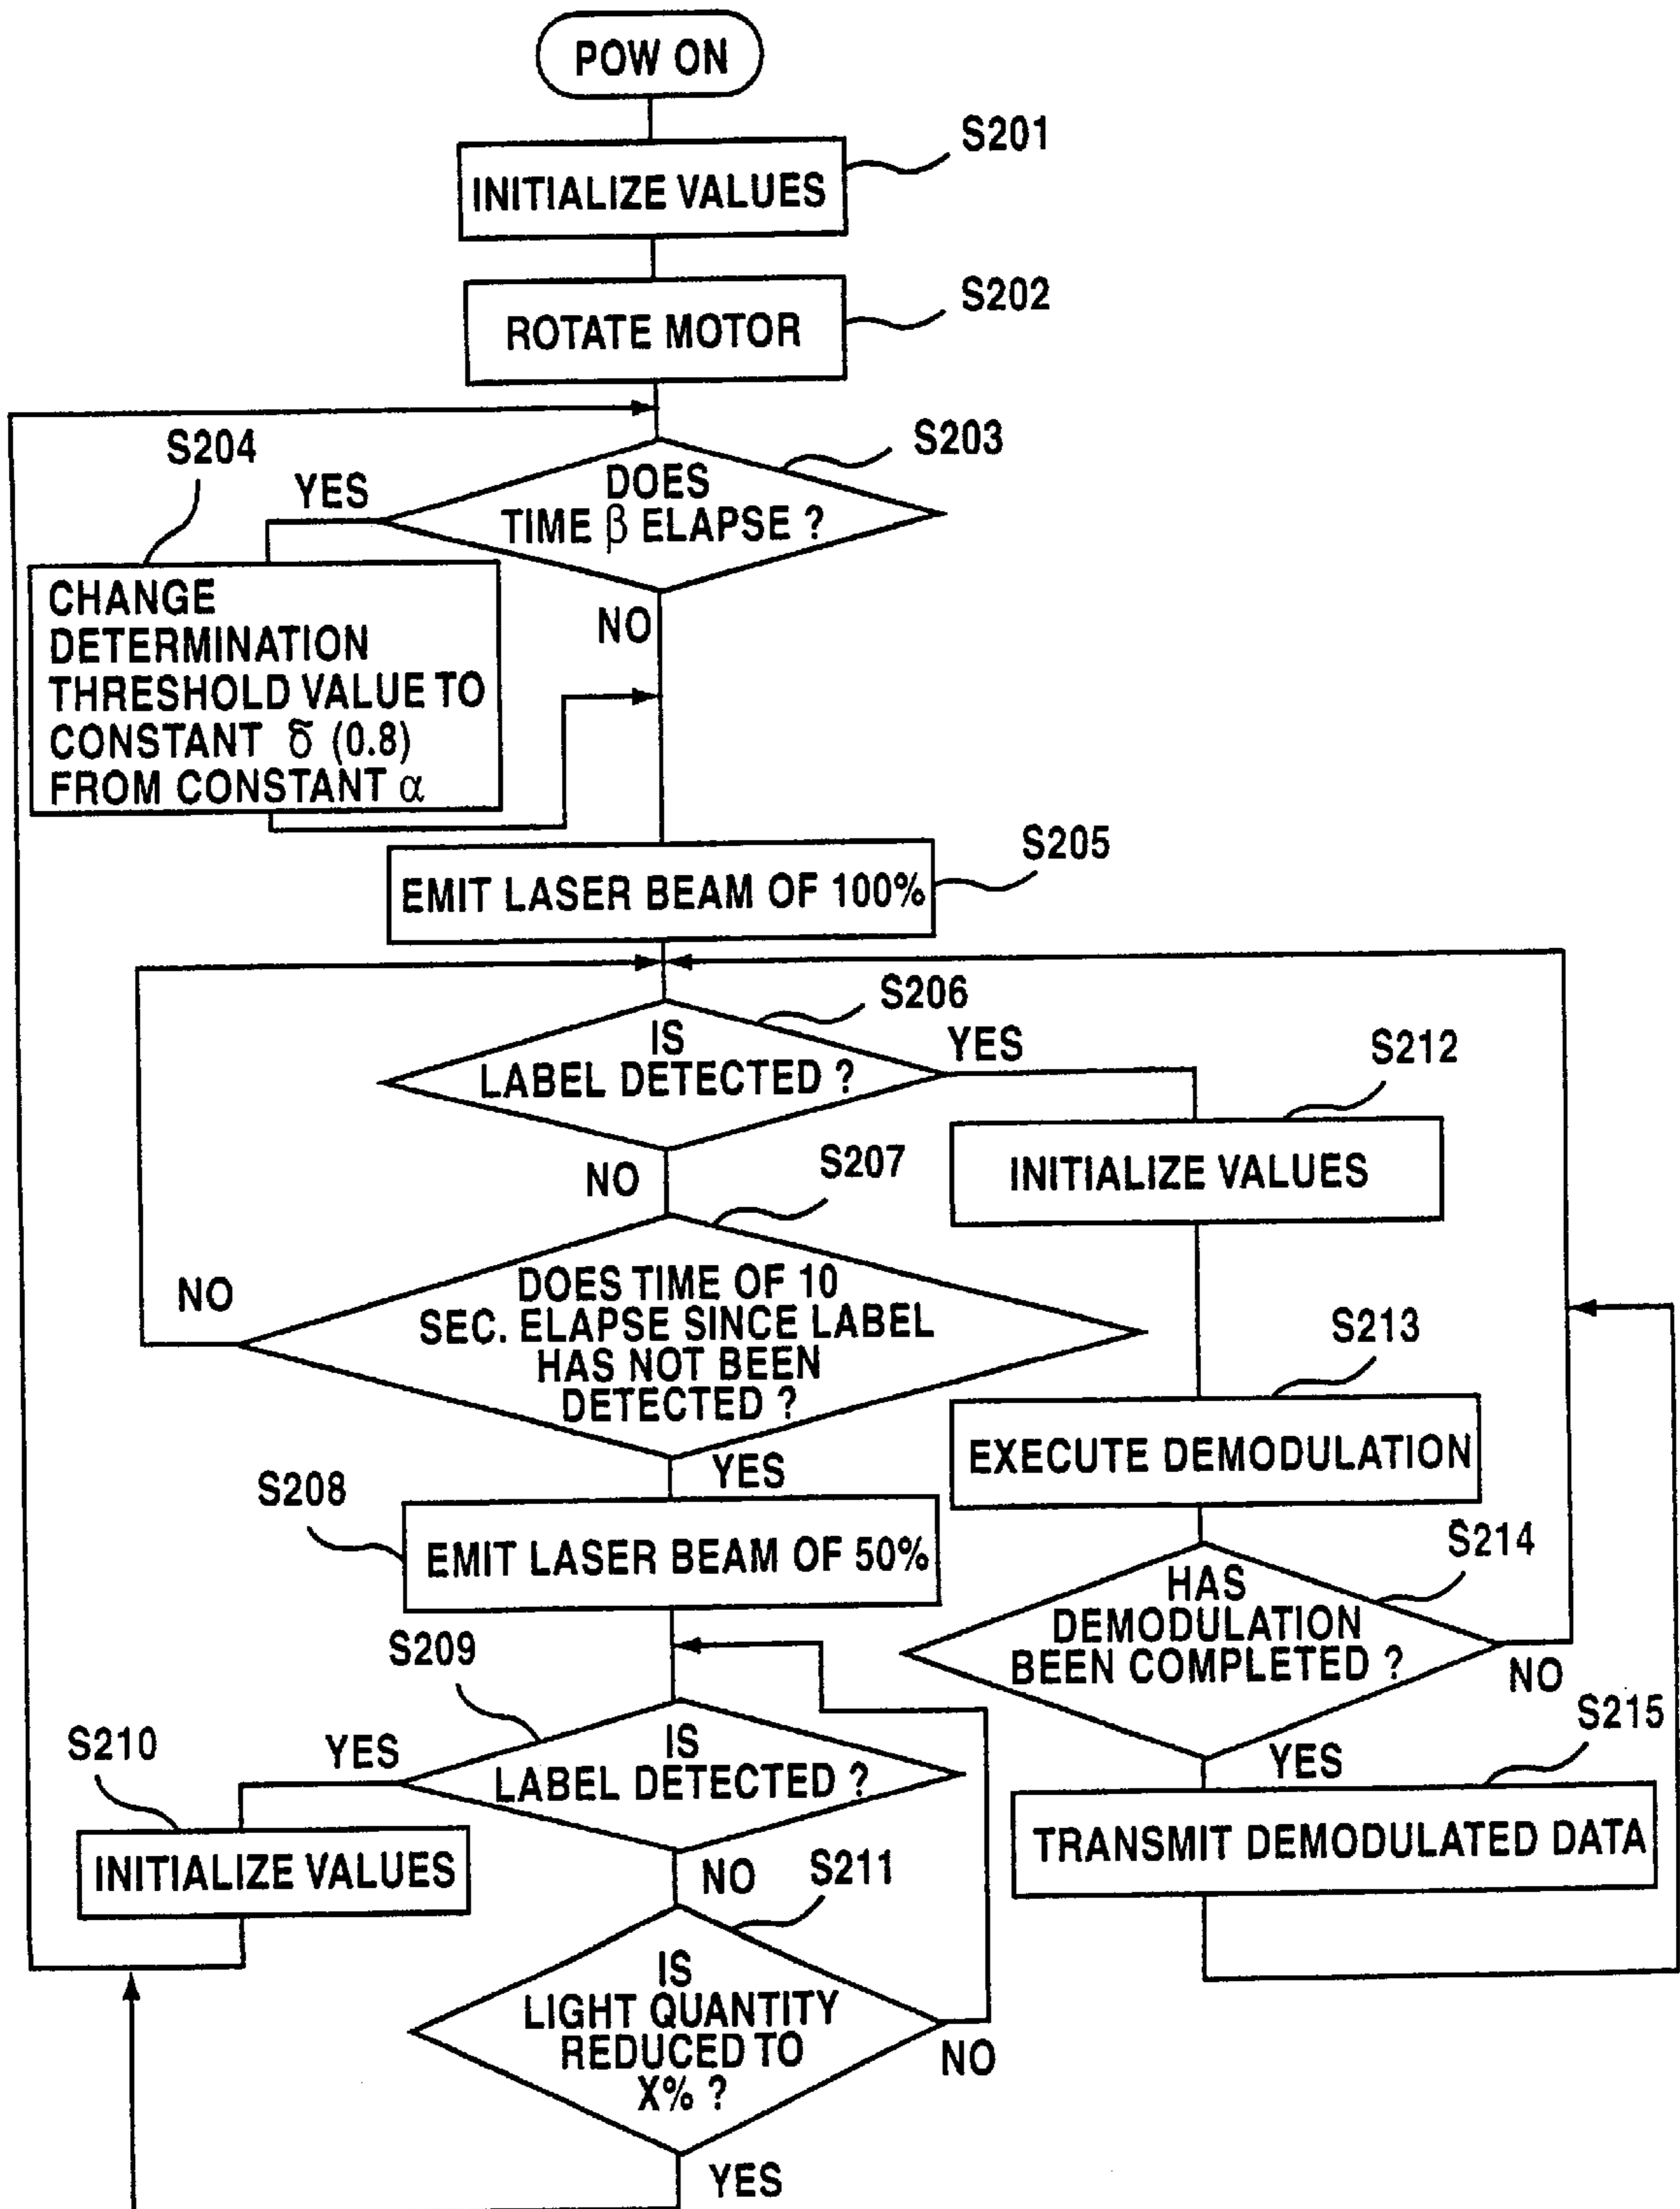 POW ON
S201
INITIALIZE VALUES
S202
ROTATE MOTOR
S203
S204
YES
DOES
TIME β ELAPSE ?
CHANGE
DETERMINATION
THRESHOLD VALUE TO
CONSTANT δ (0.8)
FROM CONSTANT α
NO
S205
EMIT LASER BEAM OF 100%
S206
IS
LABEL DETECTED ?
YES
S212
INITIALIZE VALUES
NO
S207
NO
DOES TIME OF 10
SEC. ELAPSE SINCE LABEL
HAS NOT BEEN
DETECTED ?
S213
EXECUTE DEMODULATION
YES
S208
EMIT LASER BEAM OF 50%
S214
HAS
DEMODULATION
BEEN COMPLETED ?
NO
S209
IS
LABEL DETECTED ?
YES
S210
INITIALIZE VALUES
YES
S215
TRANSMIT DEMODULATED DATA
NO
S211
IS
LIGHT QUANTITY
REDUCED TO
X% ?
NO
YES